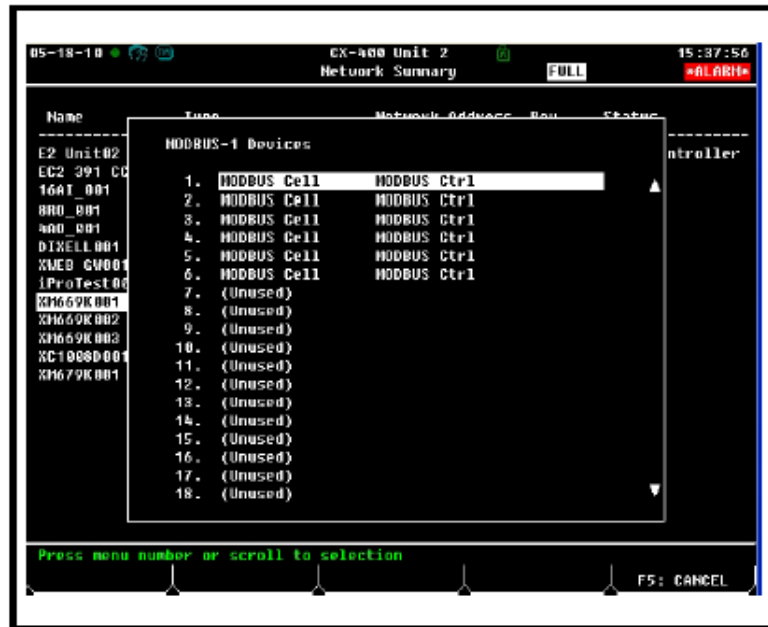 05-18-10 CX-400 Unit 2 15:37:56
Network Summary FULL *ALARM*
Name Type Network Address Rev Status
MODBUS-1 Devices
E2 Unit02 ntroller
EC2 391 CC
16AI_001
8RO_001
4AO_001
DIXELL001
XWEB GW001
iProTest00
XM669K001
XM669K002
XM669K003
XC1008D001
XM679K001
1. MODBUS Cell MODBUS Ctrl
2. MODBUS Cell MODBUS Ctrl
3. MODBUS Cell MODBUS Ctrl
4. MODBUS Cell MODBUS Ctrl
5. MODBUS Cell MODBUS Ctrl
6. MODBUS Cell MODBUS Ctrl
7. (Unused)
8. (Unused)
9. (Unused)
10. (Unused)
11. (Unused)
12. (Unused)
13. (Unused)
14. (Unused)
15. (Unused)
16. (Unused)
17. (Unused)
18. (Unused)
Press menu number or scroll to selection
F5: CANCEL